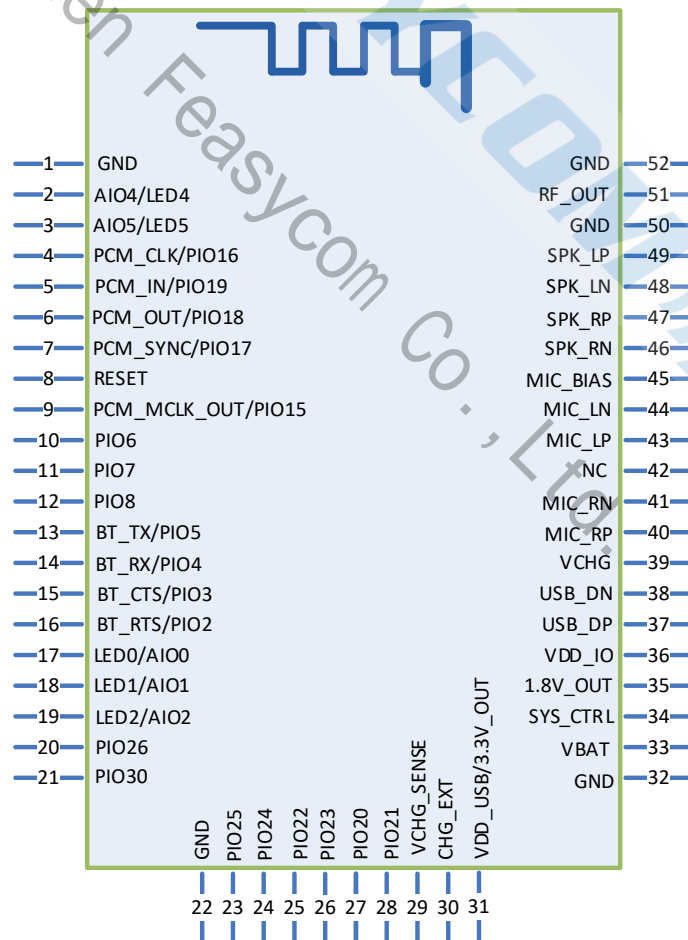 1 GND
2 AIO4/LED4
3 AIO5/LED5
4 PCM_CLK/PIO16
5 PCM_IN/PIO19
6 PCM_OUT/PIO18
7 PCM_SYNC/PIO17
8 RESET
9 PCM_MCLK_OUT/PIO15
10 PIO6
11 PIO7
12 PIO8
13 BT_TX/PIO5
14 BT_RX/PIO4
15 BT_CTS/PIO3
16 BT_RTS/PIO2
17 LED0/AIO0
18 LED1/AIO1
19 LED2/AIO2
20 PIO26
21 PIO30
GND 22
PIO25 23
PIO24 24
PIO22 25
PIO23 26
PIO20 27
PIO21 28
VCHG_SENSE 29
CHG_EXT 30
VDD_USB/3.3V_OUT 31
GND 52
RF_OUT 51
GND 50
SPK_LP 49
SPK_LN 48
SPK_RP 47
SPK_RN 46
MIC_BIAS 45
MIC_LN 44
MIC_LP 43
NC 42
MIC_RN 41
MIC_RP 40
VCHG 39
USB_DN 38
USB_DP 37
VDD_IO 36
1.8V_OUT 35
SYS_CTRL 34
VBAT 33
GND 32
Feasycom Co., Ltd.